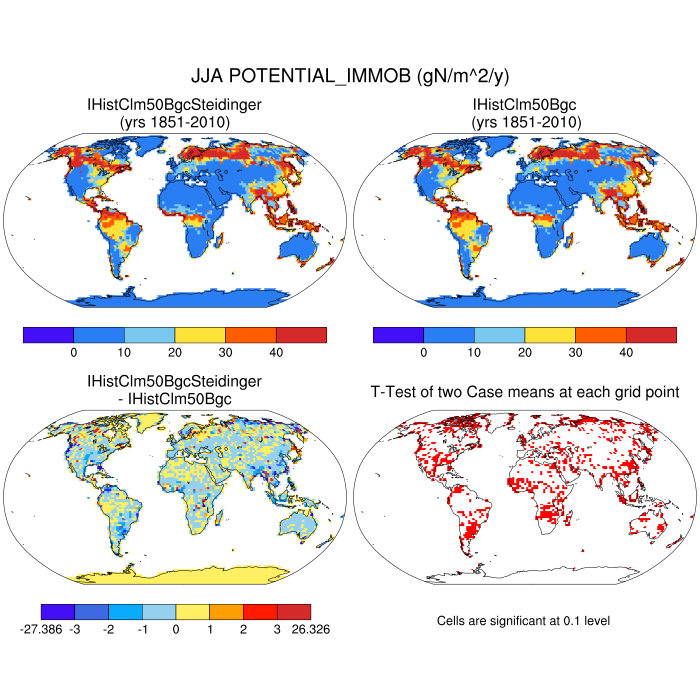 JJA POTENTIAL_IMMOB (gN/m^2/y)
IHistClm50BgcSteidinger
(yrs 1851-2010)
IHistClm50Bgc
(yrs 1851-2010)
0 10 20 30 40
0 10 20 30 40
IHistClm50BgcSteidinger
- IHistClm50Bgc
T-Test of two Case means at each grid point
-27.386 -3 -2 -1 0 1 2 3 26.326
Cells are significant at 0.1 level